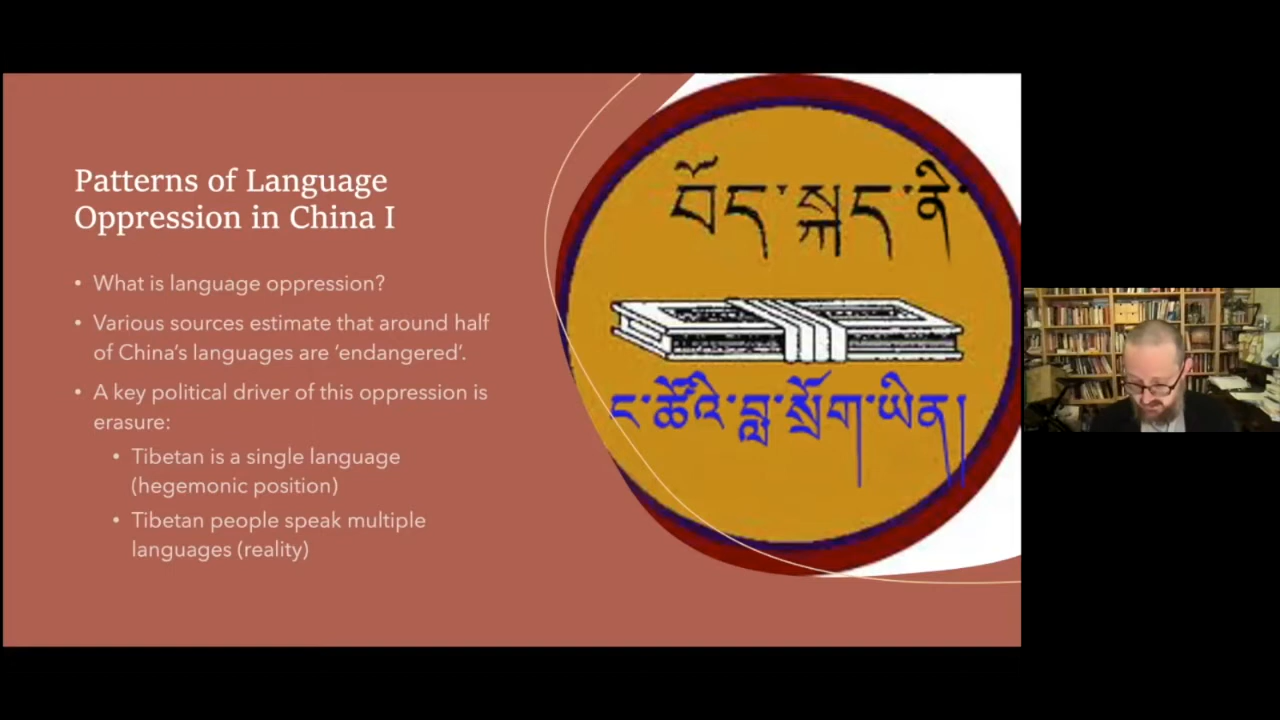 Patterns of Language
Oppression in China I
• What is language oppression?
• Various sources estimate that around half
of China's languages are 'endangered'.
• A key political driver of this oppression is
erasure:
• Tibetan is a single language
(hegemonic position)
• Tibetan people speak multiple
languages (reality)
བོད་སྐད་ནི་
ང་ཚོའི་བླ་སྲོག་ཡིན།